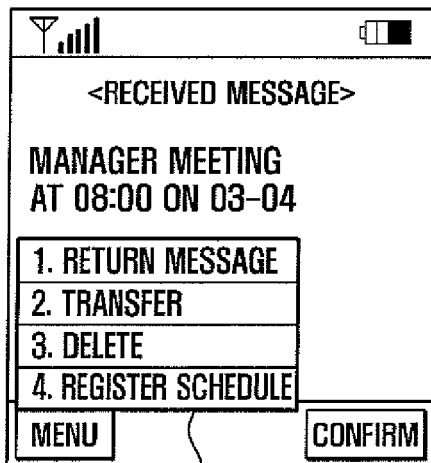 <RECEIVED MESSAGE>
MANAGER MEETING
AT 08:00 ON 03-04
1. RETURN MESSAGE
2. TRANSFER
3. DELETE
4. REGISTER SCHEDULE
MENU
CONFIRM